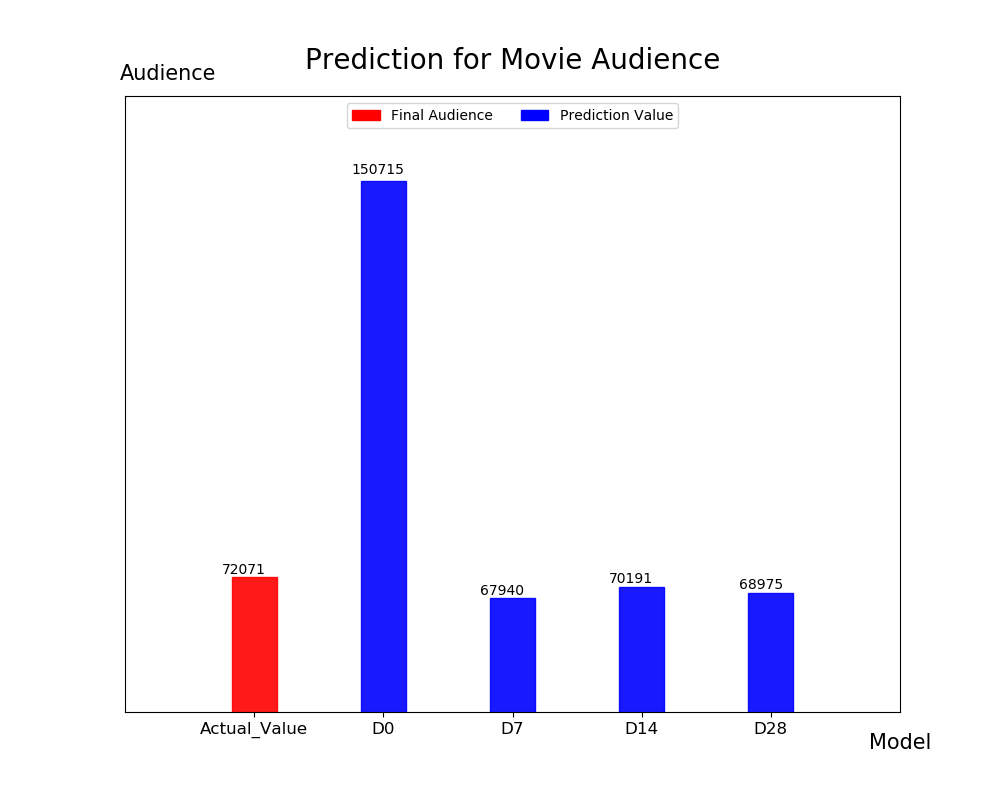 Prediction for Movie Audience
Audience
Final Audience Prediction Value
150715
72071
67940
70191
68975
Actual_Value D0 D7 D14 D28
Model